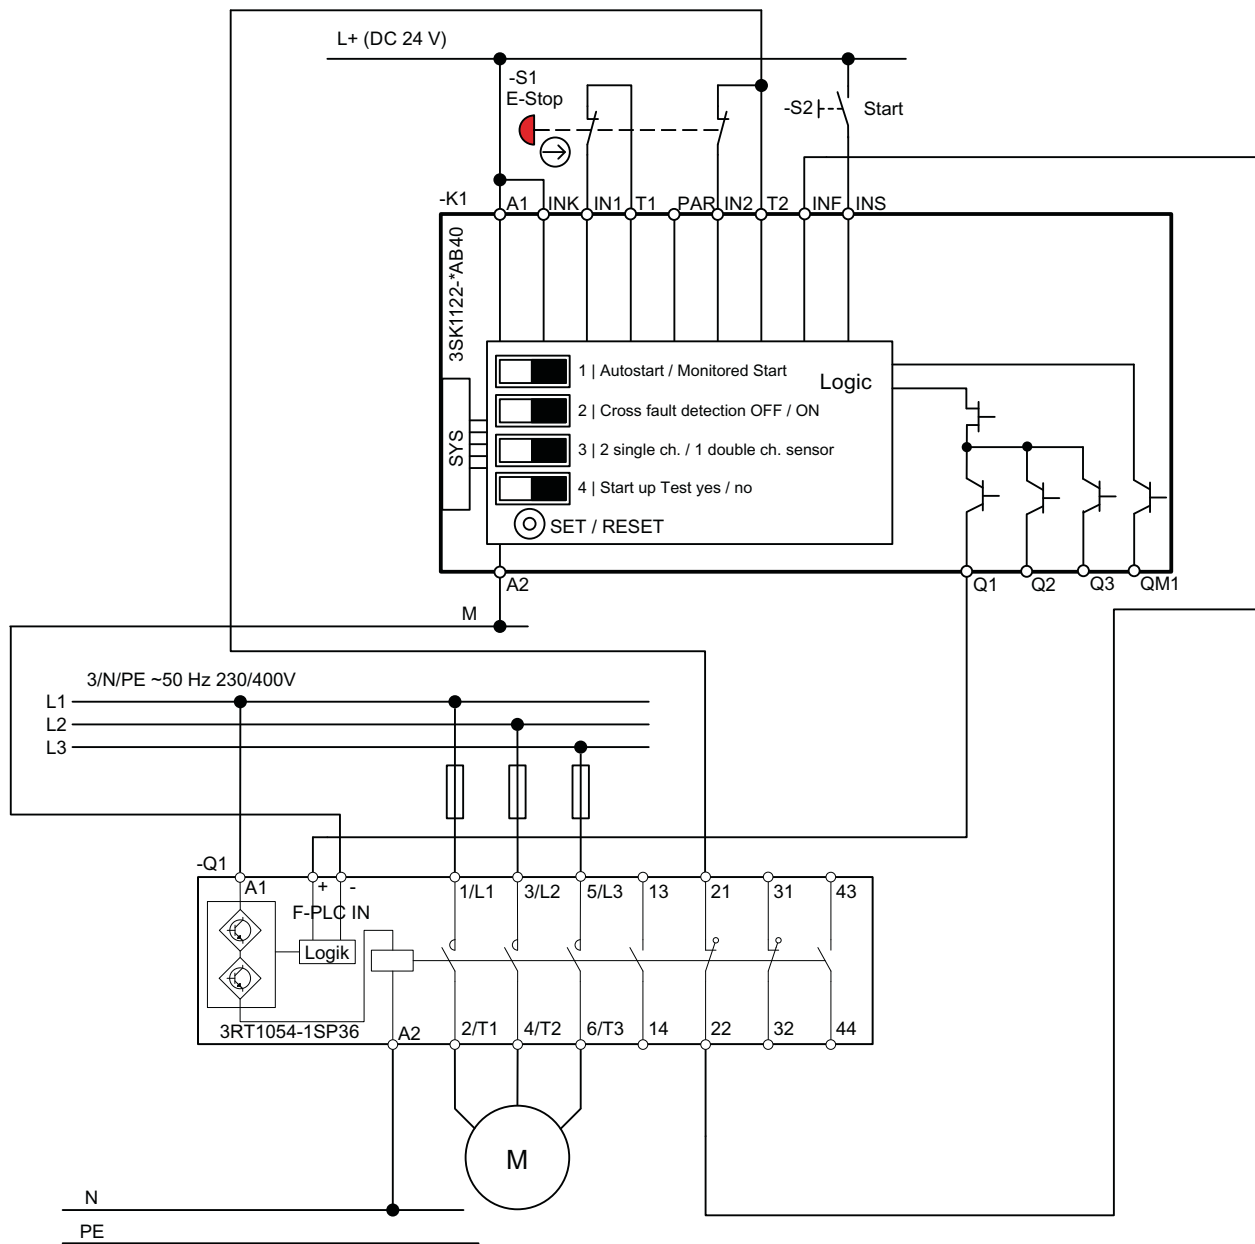 L+ (DC 24 V)
-S1
E-Stop
-S2
Start
-K1
A1
INK
IN1
T1
PAR
IN2
T2
INF
INS
3SK1122-*AB40
1 | Autostart / Monitored Start
Logic
2 | Cross fault detection OFF / ON
SYS
3 | 2 single ch. / 1 double ch. sensor
4 | Start up Test yes / no
SET / RESET
A2
Q1
Q2
Q3
QM1
M
3/N/PE ~50 Hz 230/400V
L1
L2
L3
-Q1
A1
+
-
1/L1
3/L2
5/L3
13
21
31
43
F-PLC IN
Logik
3RT1054-1SP36
A2
2/T1
4/T2
6/T3
14
22
32
44
M
N
PE